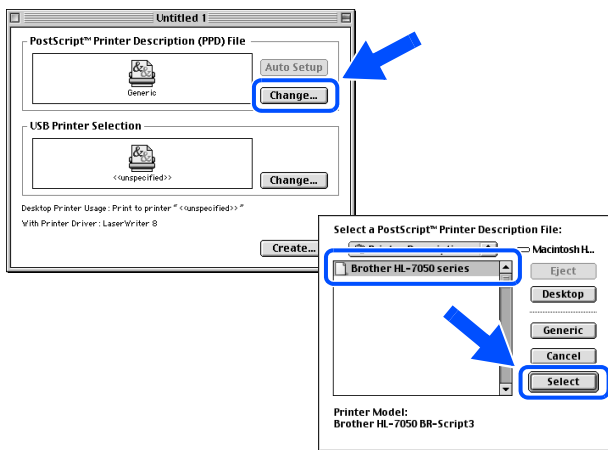 Untitled 1
PostScript™ Printer Description (PPD) File
Generic
Auto Setup
Change...
USB Printer Selection
<<unspecified>>
Change...
Desktop Printer Usage: Print to printer "<<unspecified>>"
With Printer Driver: LaserWriter 8
Create...
Select a PostScript™ Printer Description File:
Macintosh H...
Brother HL-7050 series
Eject
Desktop
Generic
Cancel
Select
Printer Model:
Brother HL-7050 BR-Script3